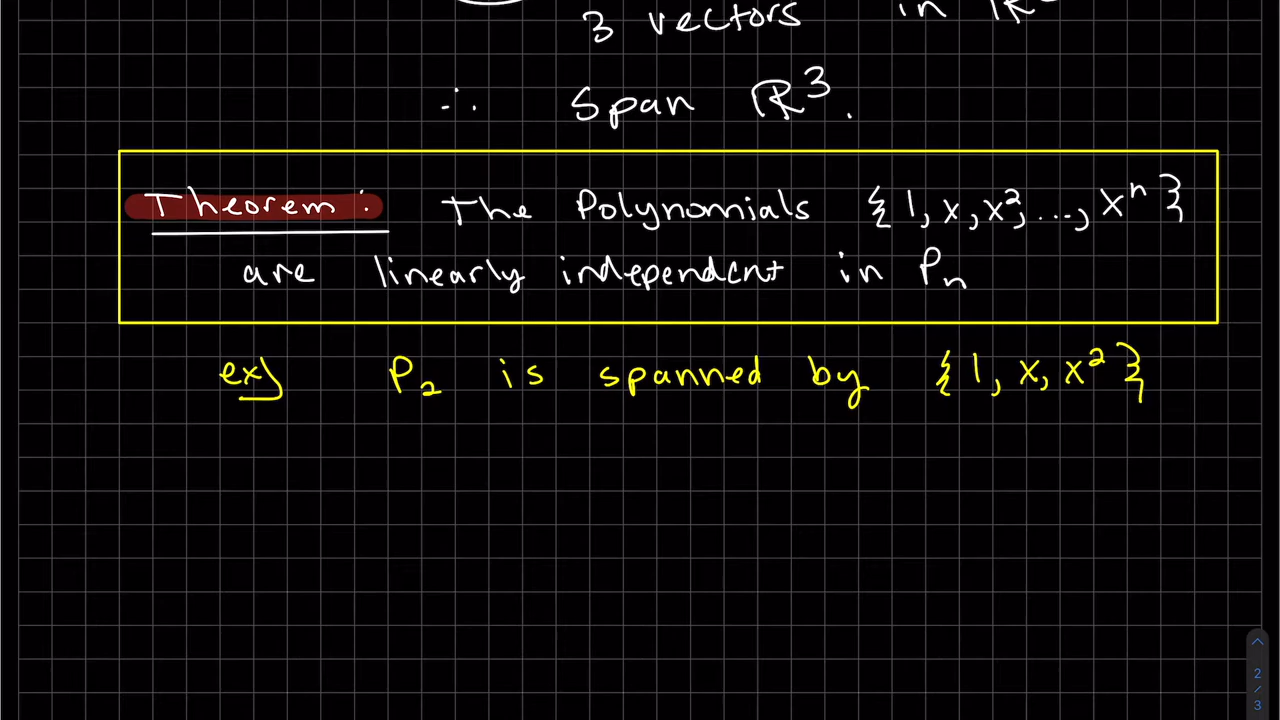 3 vectors in
∴ Span ℝ³.
Theorem: The Polynomials {1, x, x², ..., xⁿ}
are linearly independent in Pₙ
ex) P₂ is spanned by {1, x, x²}
2
/
3